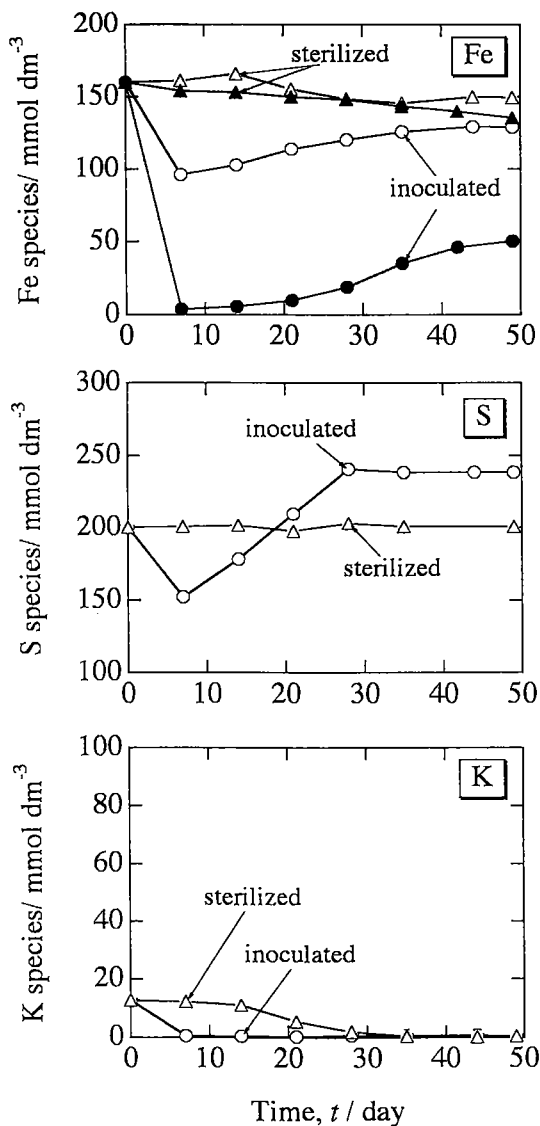 200
150
100
50
0
Fe species/ mmol dm⁻³
sterilized
Fe
inoculated
0 10 20 30 40 50
300
250
200
150
100
S species/ mmol dm⁻³
inoculated
S
sterilized
0 10 20 30 40 50
100
80
60
40
20
0
K species/ mmol dm⁻³
K
sterilized
inoculated
0 10 20 30 40 50
Time, t / day